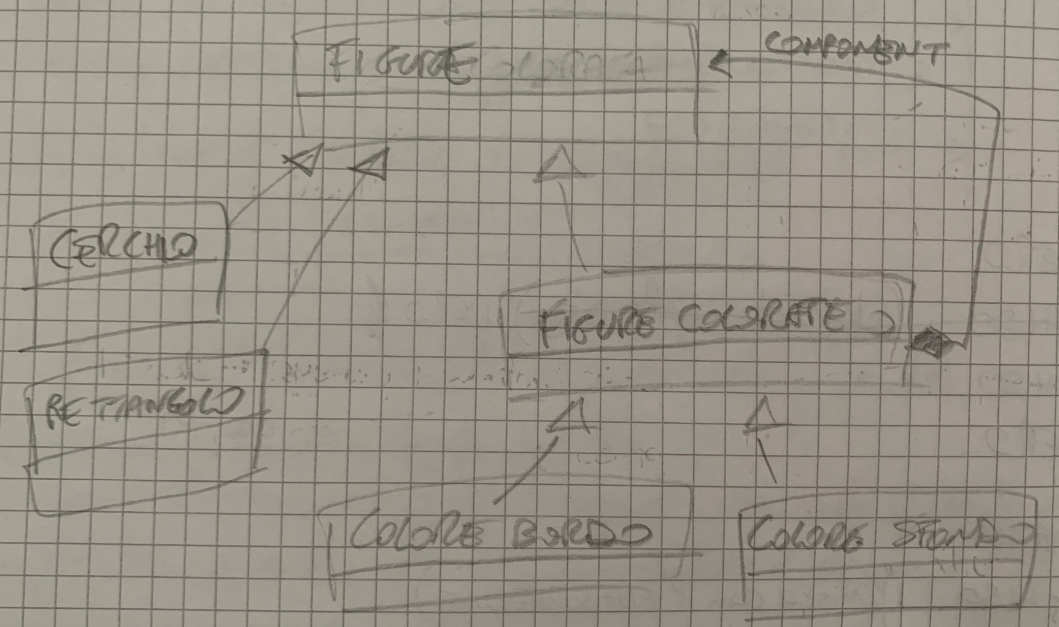 FIGURE
COMPONENT
CERCHIO
FIGURE COLORATE
RETTANGOLO
COLORE BORDO
COLORE SFONDO